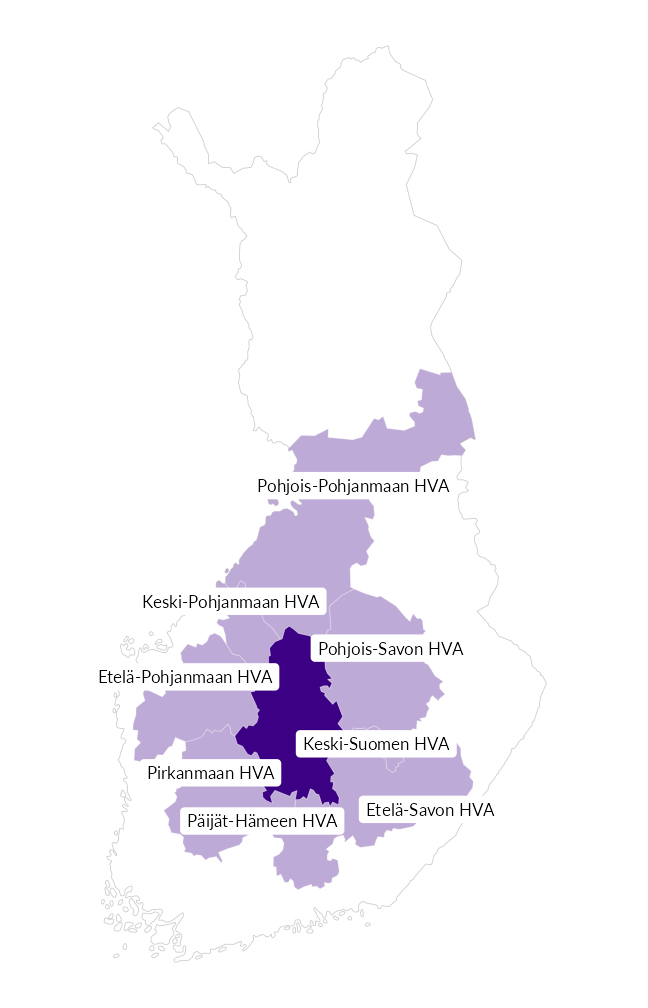 Pohjois-Pohjanmaan HVA
Keski-Pohjanmaan HVA
Pohjois-Savon HVA
Etelä-Pohjanmaan HVA
Keski-Suomen HVA
Pirkanmaan HVA
Etelä-Savon HVA
Päijät-Hämeen HVA